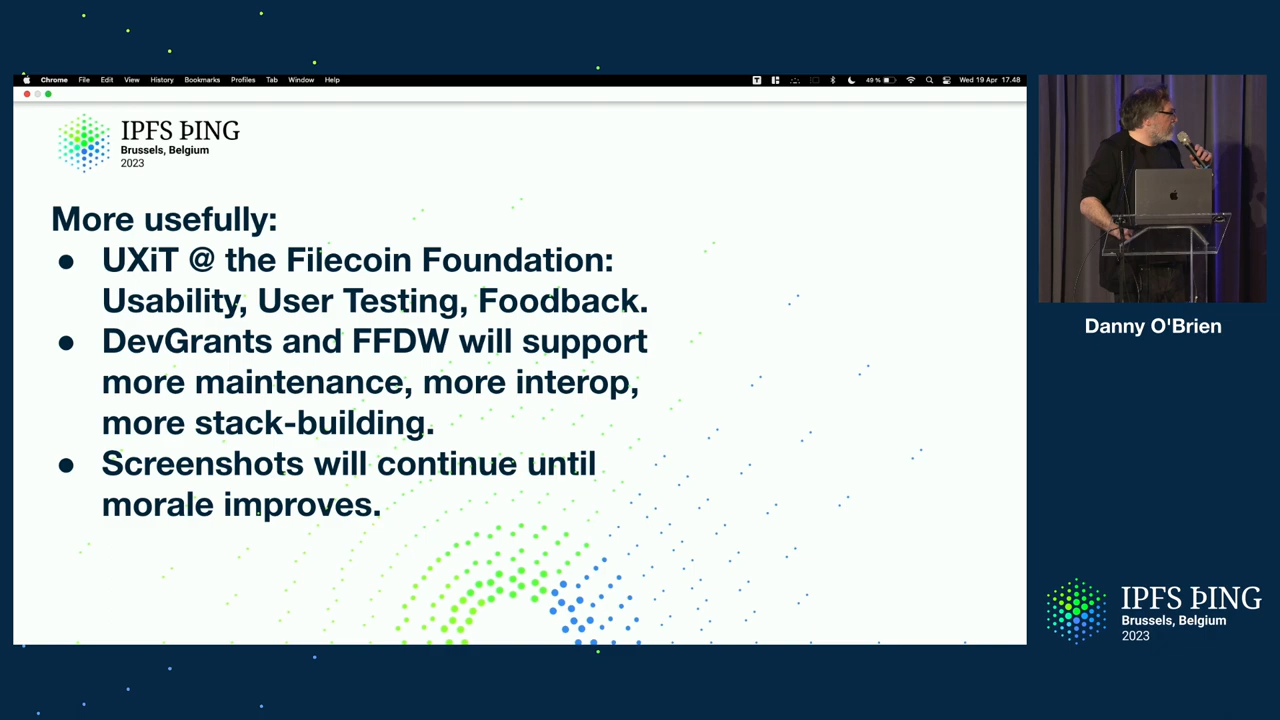 Chrome File Edit View History Bookmarks Profiles Tab Window Help 49 % Wed 19 Apr 17.48
IPFS ÞING
Brussels, Belgium
2023
More usefully:
● UXiT @ the Filecoin Foundation:
Usability, User Testing, Foodback.
● DevGrants and FFDW will support
more maintenance, more interop,
more stack-building.
● Screenshots will continue until
morale improves.
Danny O'Brien
IPFS ÞING
Brussels, Belgium
2023